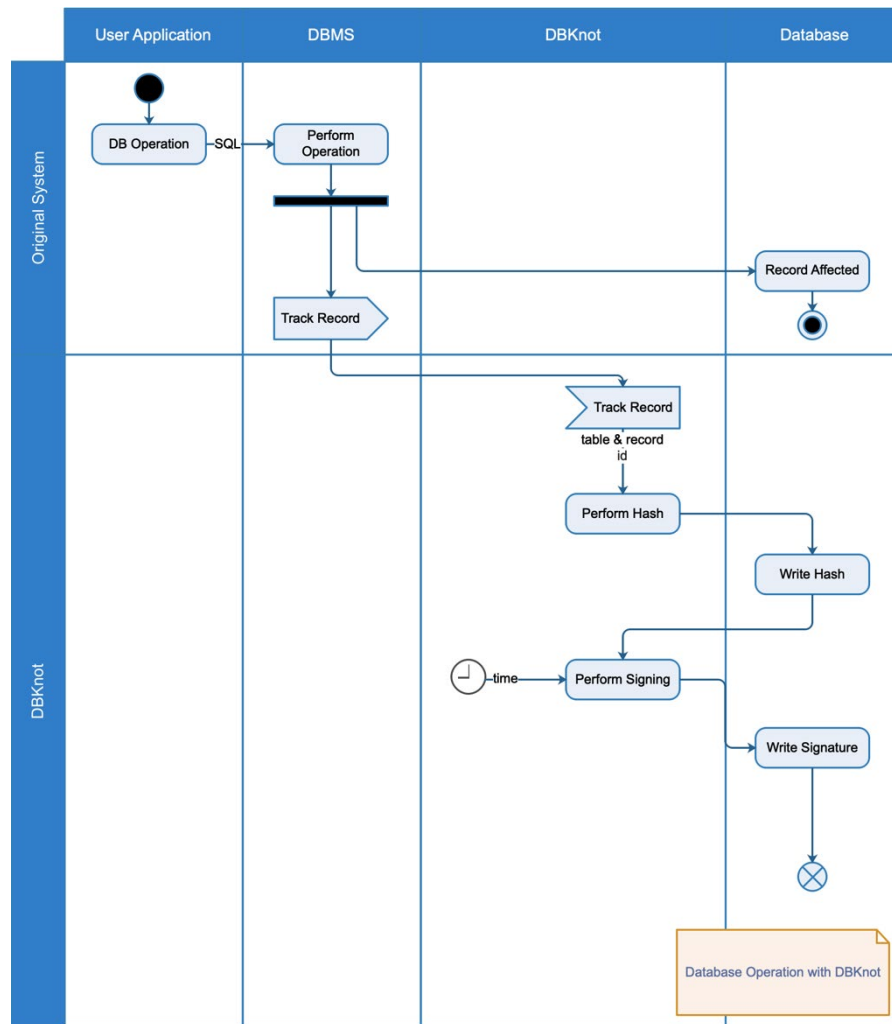 User Application
DBMS
DBKnot
Database
Original System
DB Operation
SQL
Perform
Operation
Record Affected
Track Record
DBKnot
Track Record
table & record
id
Perform Hash
Write Hash
time
Perform Signing
Write Signature
Database Operation with DBKnot